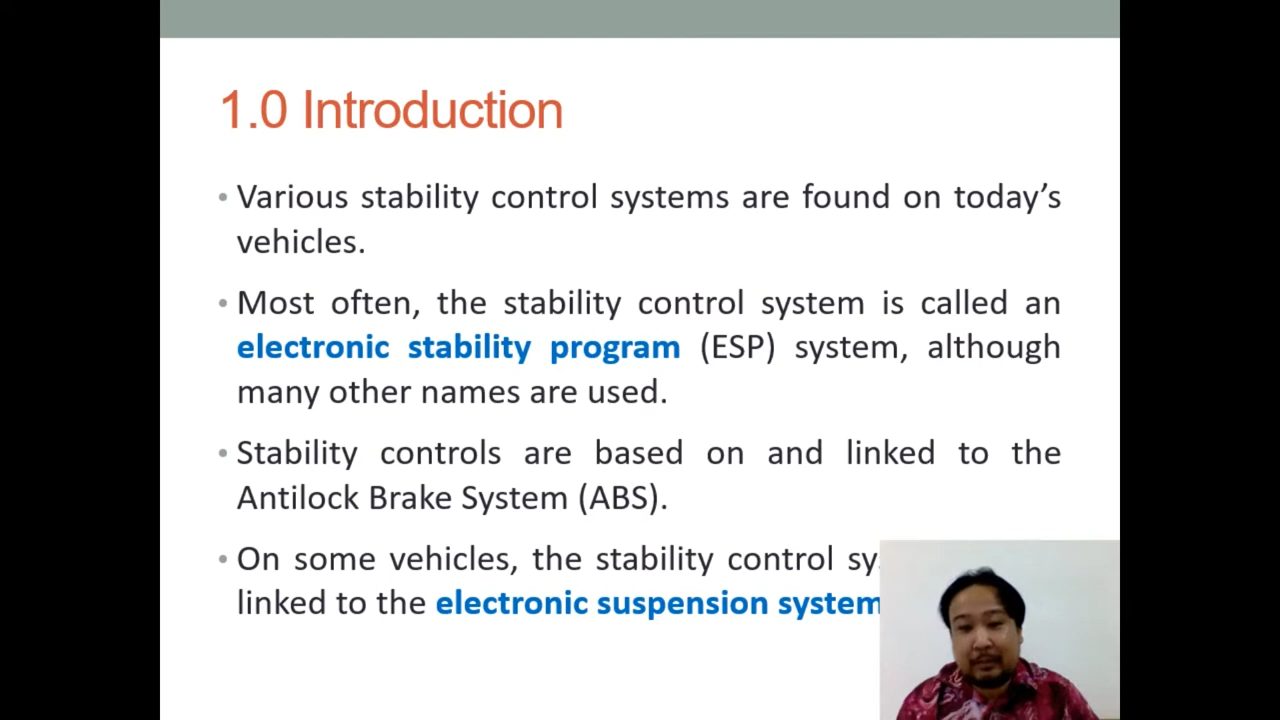 1.0 Introduction
• Various stability control systems are found on today’s
vehicles.
• Most often, the stability control system is called an
electronic stability program (ESP) system, although
many other names are used.
• Stability controls are based on and linked to the
Antilock Brake System (ABS).
• On some vehicles, the stability control
linked to the electronic suspension system